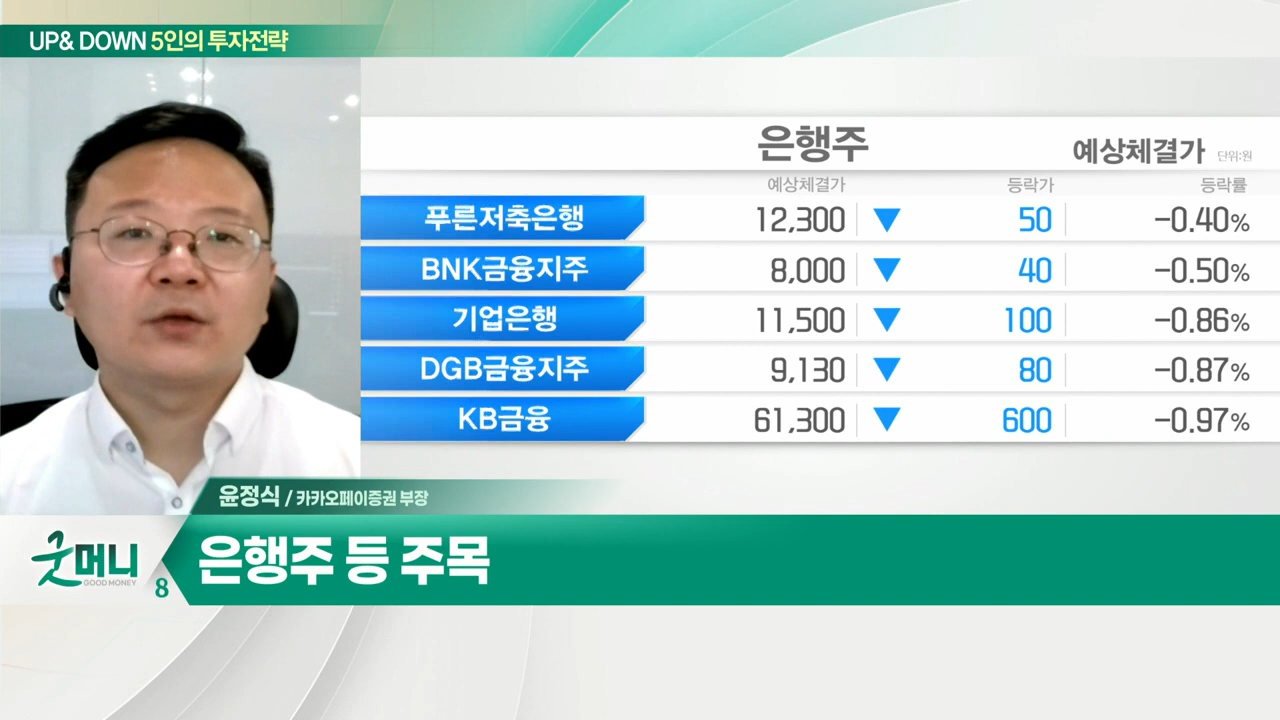 UP& DOWN 5인의 투자전략
은행주 예상체결가 단위:원
예상체결가 등락가 등락률
푸른저축은행 12,300 ▼ 50 -0.40%
BNK금융지주 8,000 ▼ 40 -0.50%
기업은행 11,500 ▼ 100 -0.86%
DGB금융지주 9,130 ▼ 80 -0.87%
KB금융 61,300 ▼ 600 -0.97%
윤정식 / 카카오페이증권 부장
굿머니
GOOD MONEY
8
은행주 등 주목